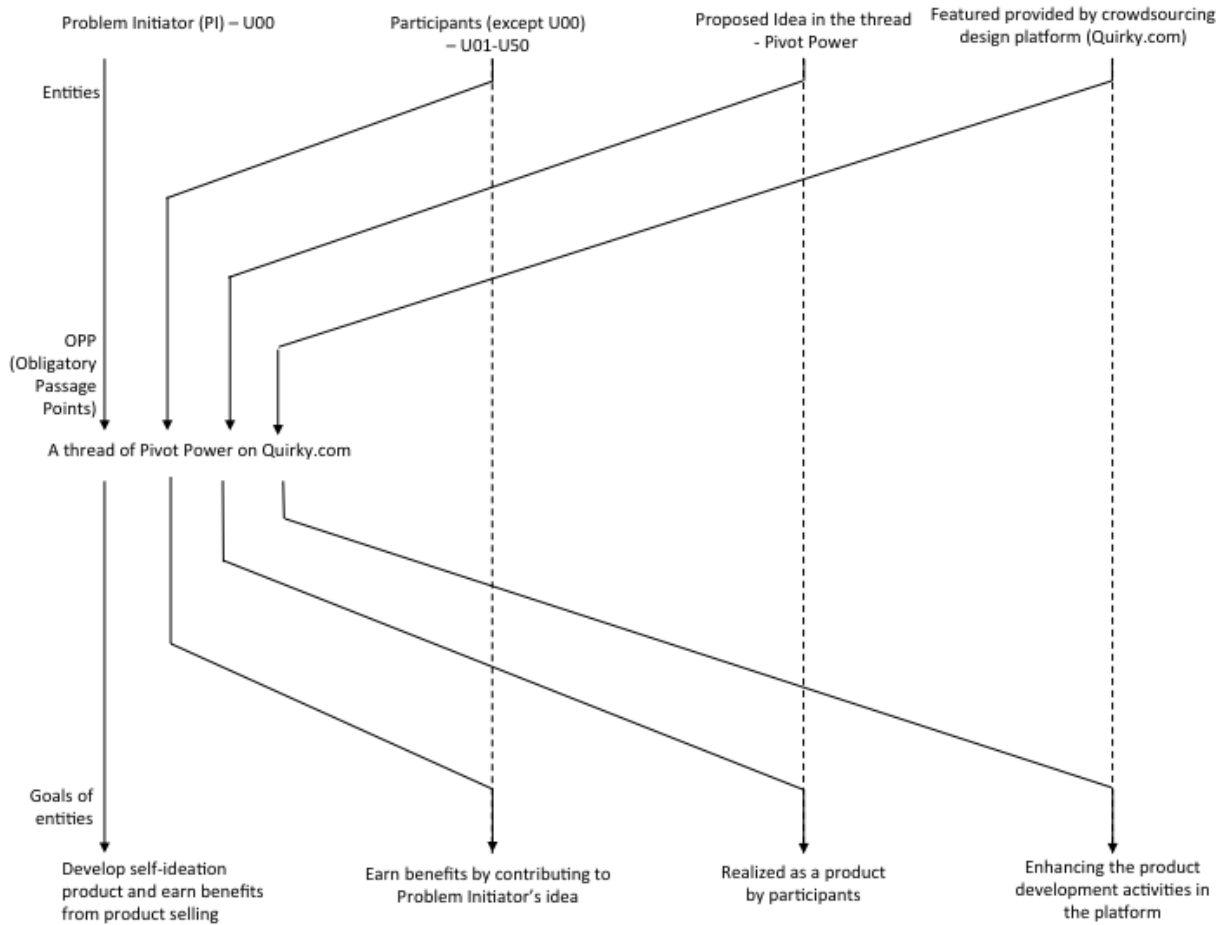 Problem Initiator (PI) – U00
Participants (except U00)
– U01-U50
Proposed Idea in the thread
- Pivot Power
Featured provided by crowdsourcing
design platform (Quirky.com)
Entities
OPP
(Obligatory
Passage
Points)
A thread of Pivot Power on Quirky.com
Goals of
entities
Develop self-ideation
product and earn benefits
from product selling
Earn benefits by contributing to
Problem Initiator’s idea
Realized as a product
by participants
Enhancing the product
development activities in
the platform